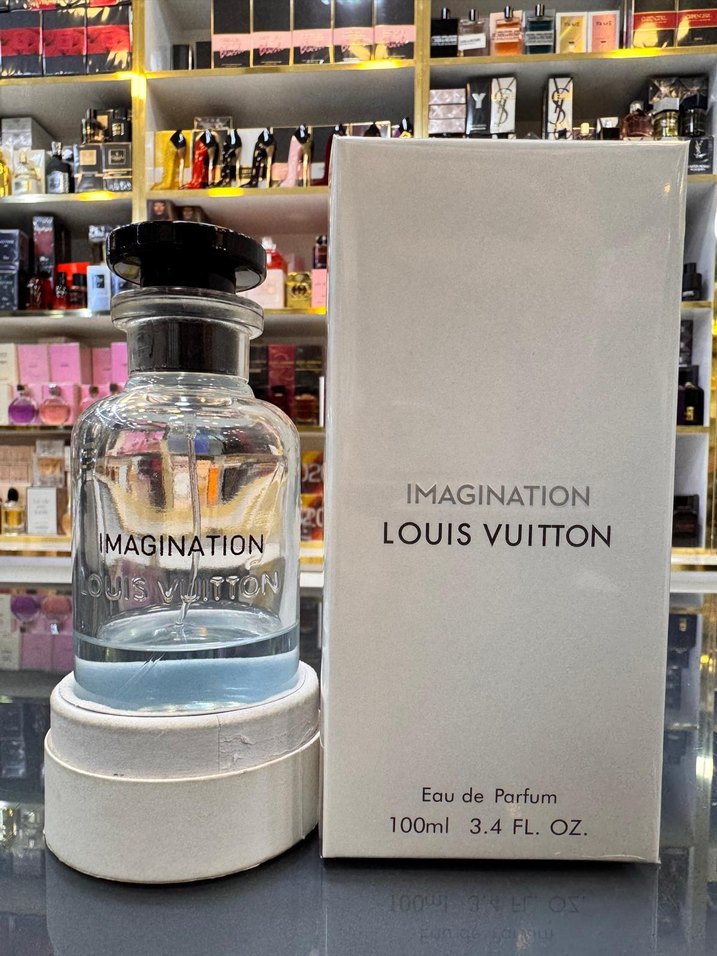 IMAGINATION
LOUIS VUITTON
IMAGINATION
LOUIS VUITTON
Eau de Parfum
100ml 3.4 FL. OZ.